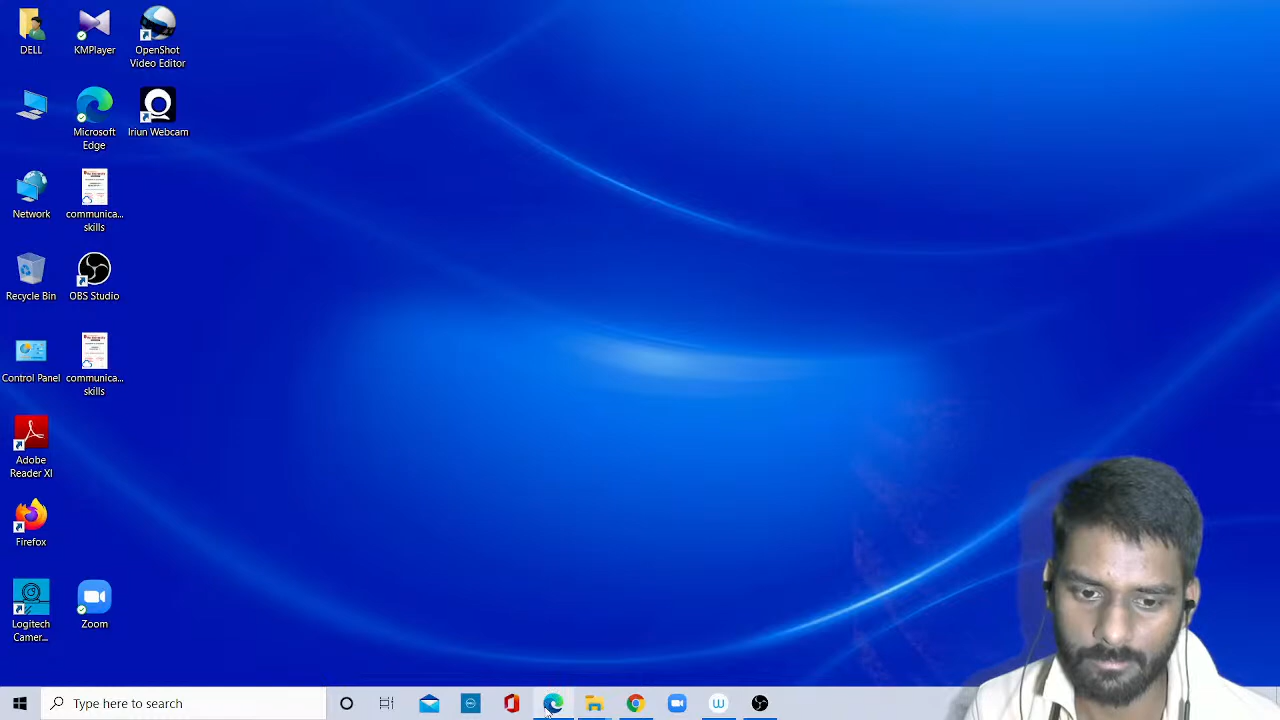 DELL
KMPlayer
OpenShot
Video Editor
Microsoft
Edge
Iriun Webcam
Network
communica...
skills
Recycle Bin
OBS Studio
Control Panel
communica...
skills
Adobe
Reader XI
Firefox
Logitech
Camer...
Zoom
Type here to search